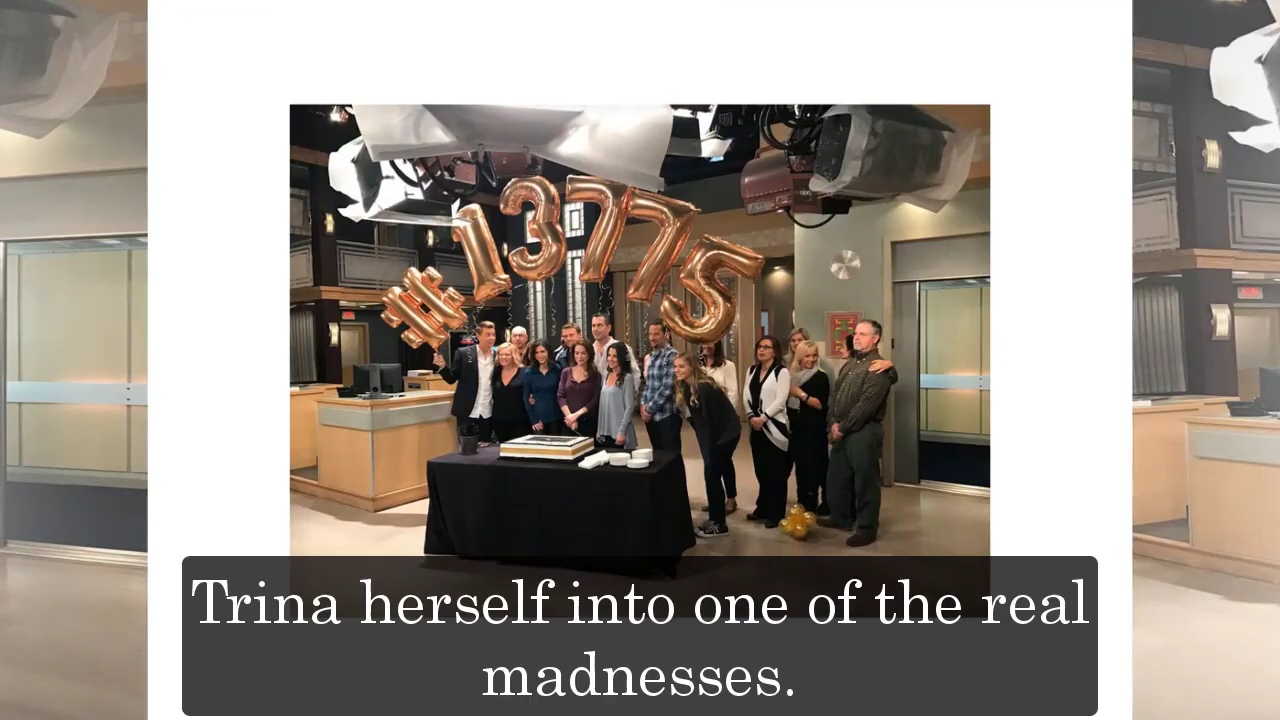 #13775
Trina herself into one of the real
madnesses.